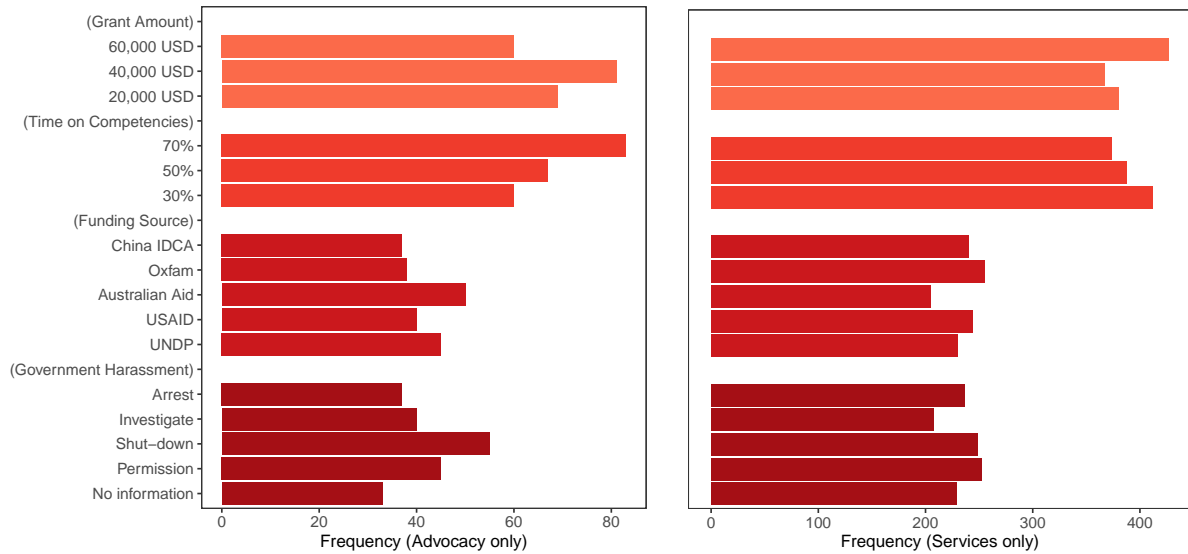 (Grant Amount)
60,000 USD
40,000 USD
20,000 USD
(Time on Competencies)
70%
50%
30%
(Funding Source)
China IDCA
Oxfam
Australian Aid
USAID
UNDP
(Government Harassment)
Arrest
Investigate
Shut−down
Permission
No information
0 20 40 60 80
Frequency (Advocacy only)
0 100 200 300 400
Frequency (Services only)